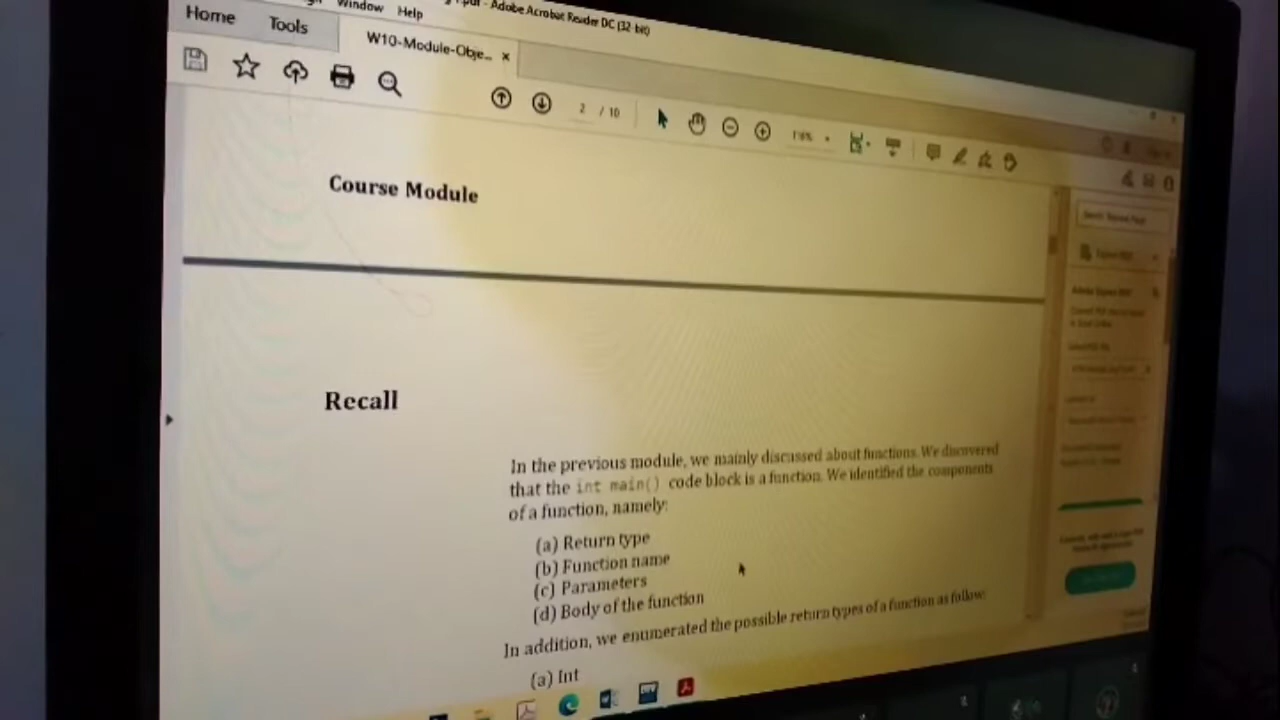 Window Help
.pdf - Adobe Acrobat Reader DC (32-bit)
Home
Tools
W10-Module-Obje...
2 / 10
Course Module
Recall
In the previous module, we mainly discussed about functions. We discovered
that the int main() code block is a function. We identified the components
of a function, namely:
(a) Return type
(b) Function name
(c) Parameters
(d) Body of the function
In addition, we enumerated the possible return types of a function as follow:
(a) Int